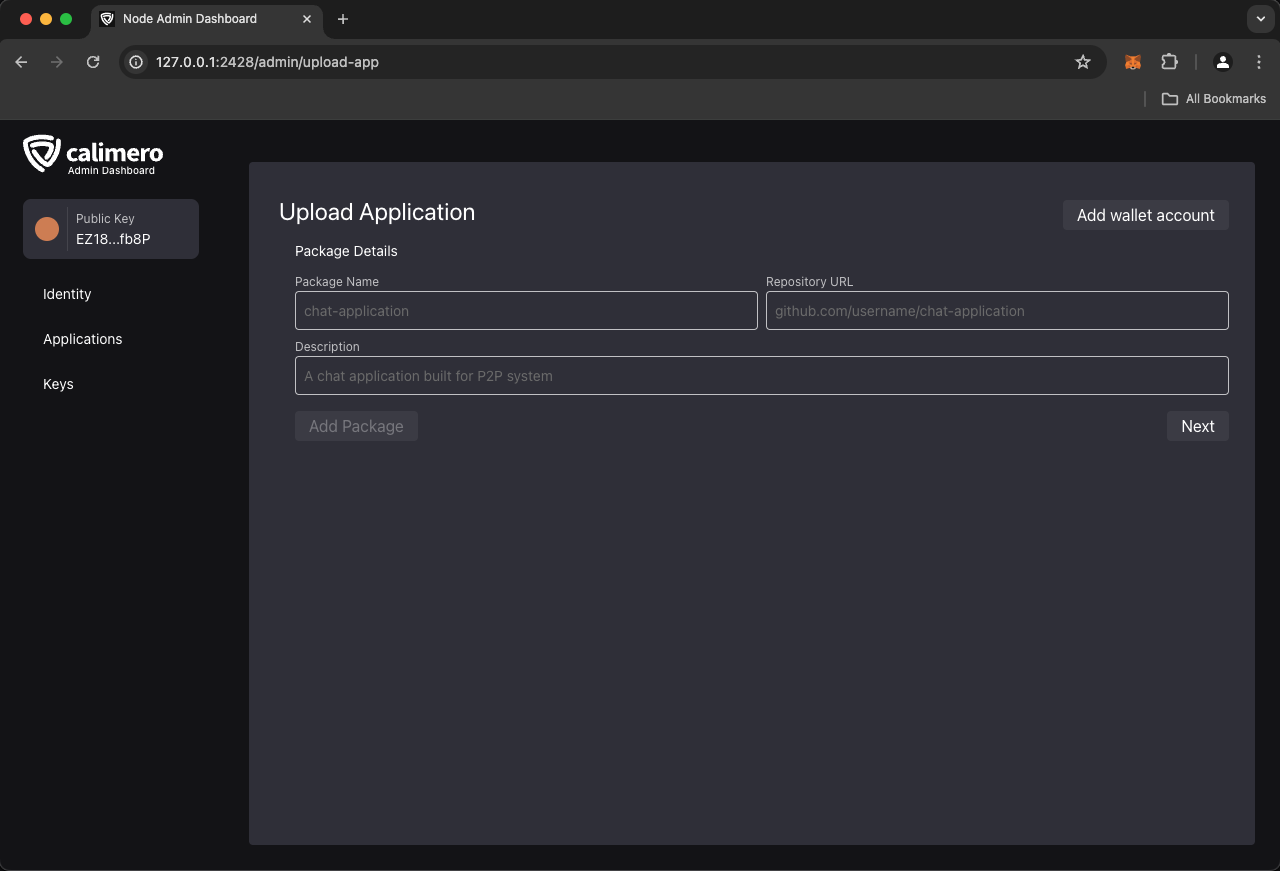 Node Admin Dashboard
127.0.0.1:2428/admin/upload-app
All Bookmarks
calimero
Admin Dashboard
Public Key
EZ18...fb8P
Identity
Applications
Keys
Upload Application
Add wallet account
Package Details
Package Name
Repository URL
chat-application
github.com/username/chat-application
Description
A chat application built for P2P system
Add Package
Next